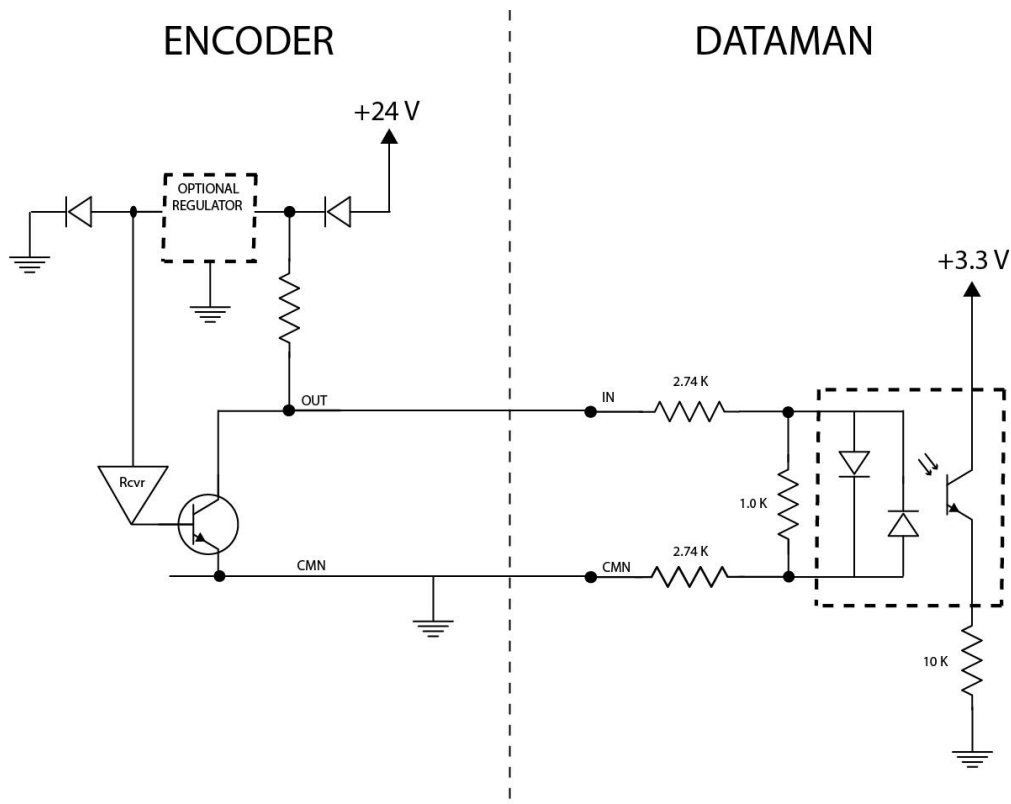 ENCODER
DATAMAN
+24 V
OPTIONAL
REGULATOR
+3.3 V
OUT
IN
2.74 K
Rcvr
1.0 K
CMN
CMN
2.74 K
10 K